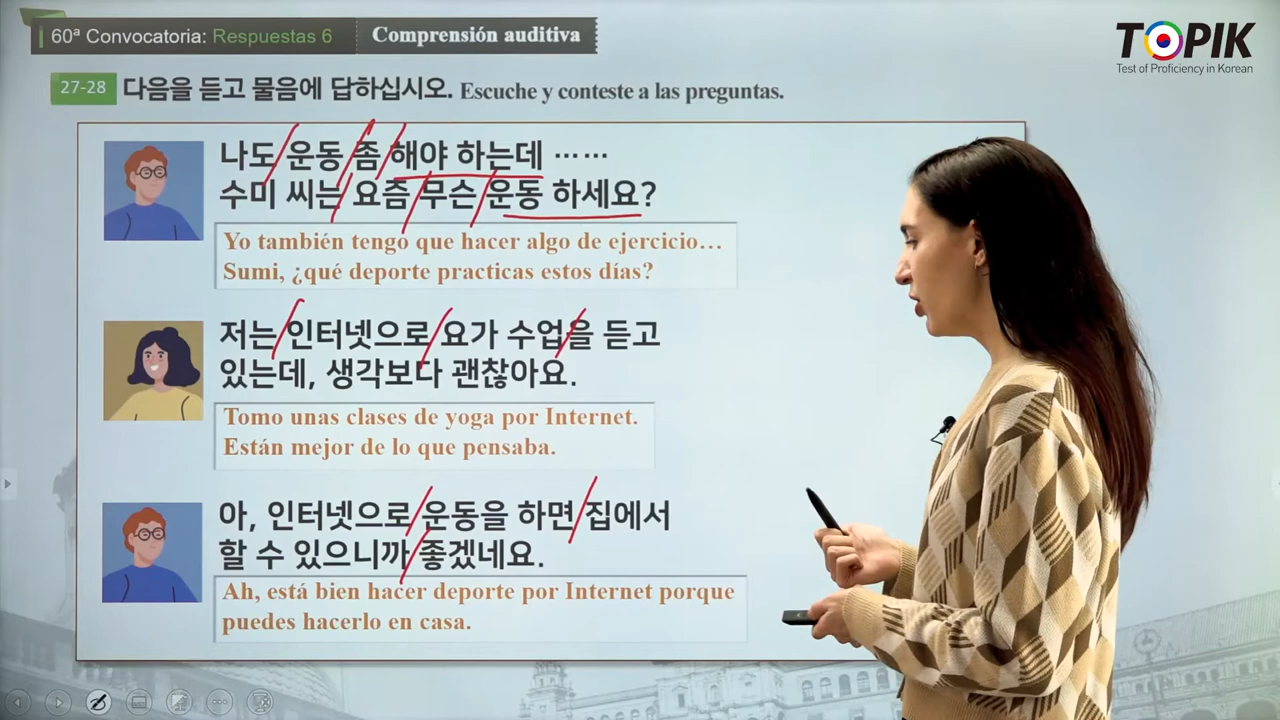 60ª Convocatoria: Respuestas 6 Comprensión auditiva
TOPIK
Test of Proficiency in Korean
27-28 다음을 듣고 물음에 답하십시오. Escuche y conteste a las preguntas.
나도 운동 좀 해야 하는데 ……
수미 씨는 요즘 무슨 운동 하세요?
Yo también tengo que hacer algo de ejercicio…
Sumi, ¿qué deporte practicas estos días?
저는 인터넷으로 요가 수업을 듣고
있는데, 생각보다 괜찮아요.
Tomo unas clases de yoga por Internet.
Están mejor de lo que pensaba.
아, 인터넷으로 운동을 하면 집에서
할 수 있으니까 좋겠네요.
Ah, está bien hacer deporte por Internet porque
puedes hacerlo en casa.